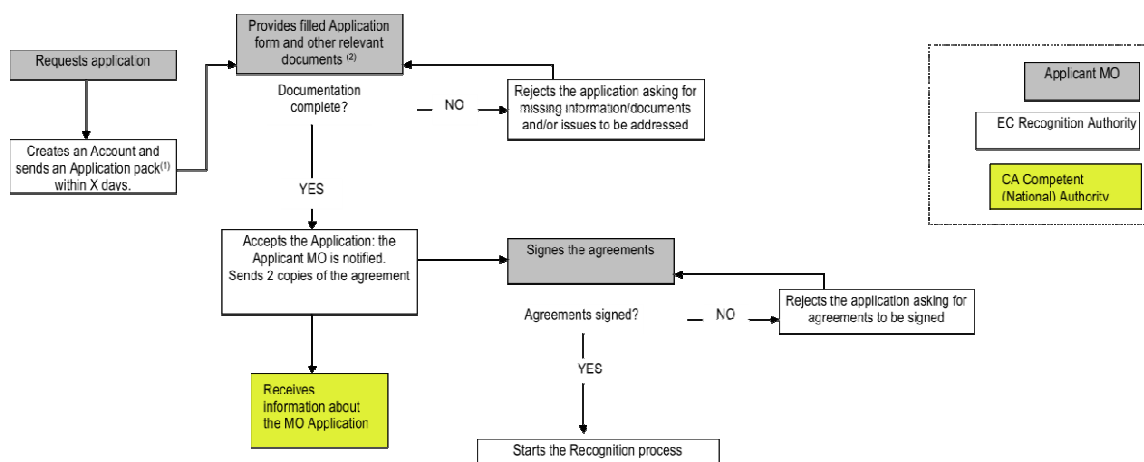 Requests application
Creates an Account and
sends an Application pack(1)
within X days.
Provides filled Application
form and other relevant
documents (2)
Documentation
complete?
NO
Rejects the application asking for
missing information/documents
and/or issues to be addressed
YES
Accepts the Application: the
Applicant MO is notified.
Sends 2 copies of the agreement
Signes the agreements
Agreements signed?
NO
Rejects the application asking for
agreements to be signed
YES
Receives
information about
the MO Application
Starts the Recognition process
Applicant MO
EC Recognition Authority
CA Competent
(National) Authority